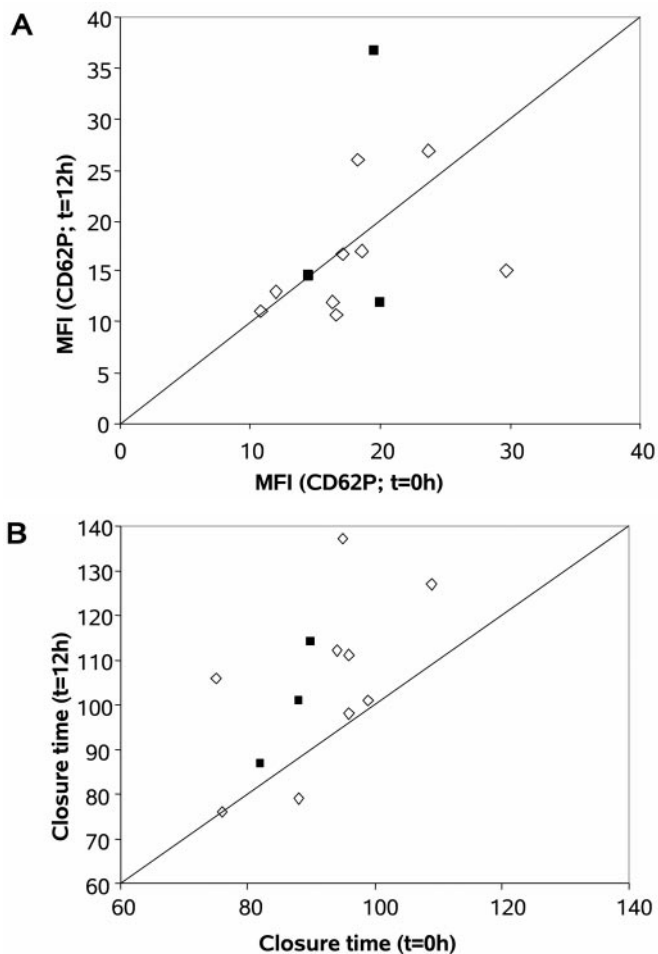 A
40
35
30
25
20
15
10
5
0
MFI (CD62P; t=12h)
0 10 20 30 40
MFI (CD62P; t=0h)
B
140
130
120
110
100
90
80
70
60
Closure time (t=12h)
60 80 100 120 140
Closure time (t=0h)